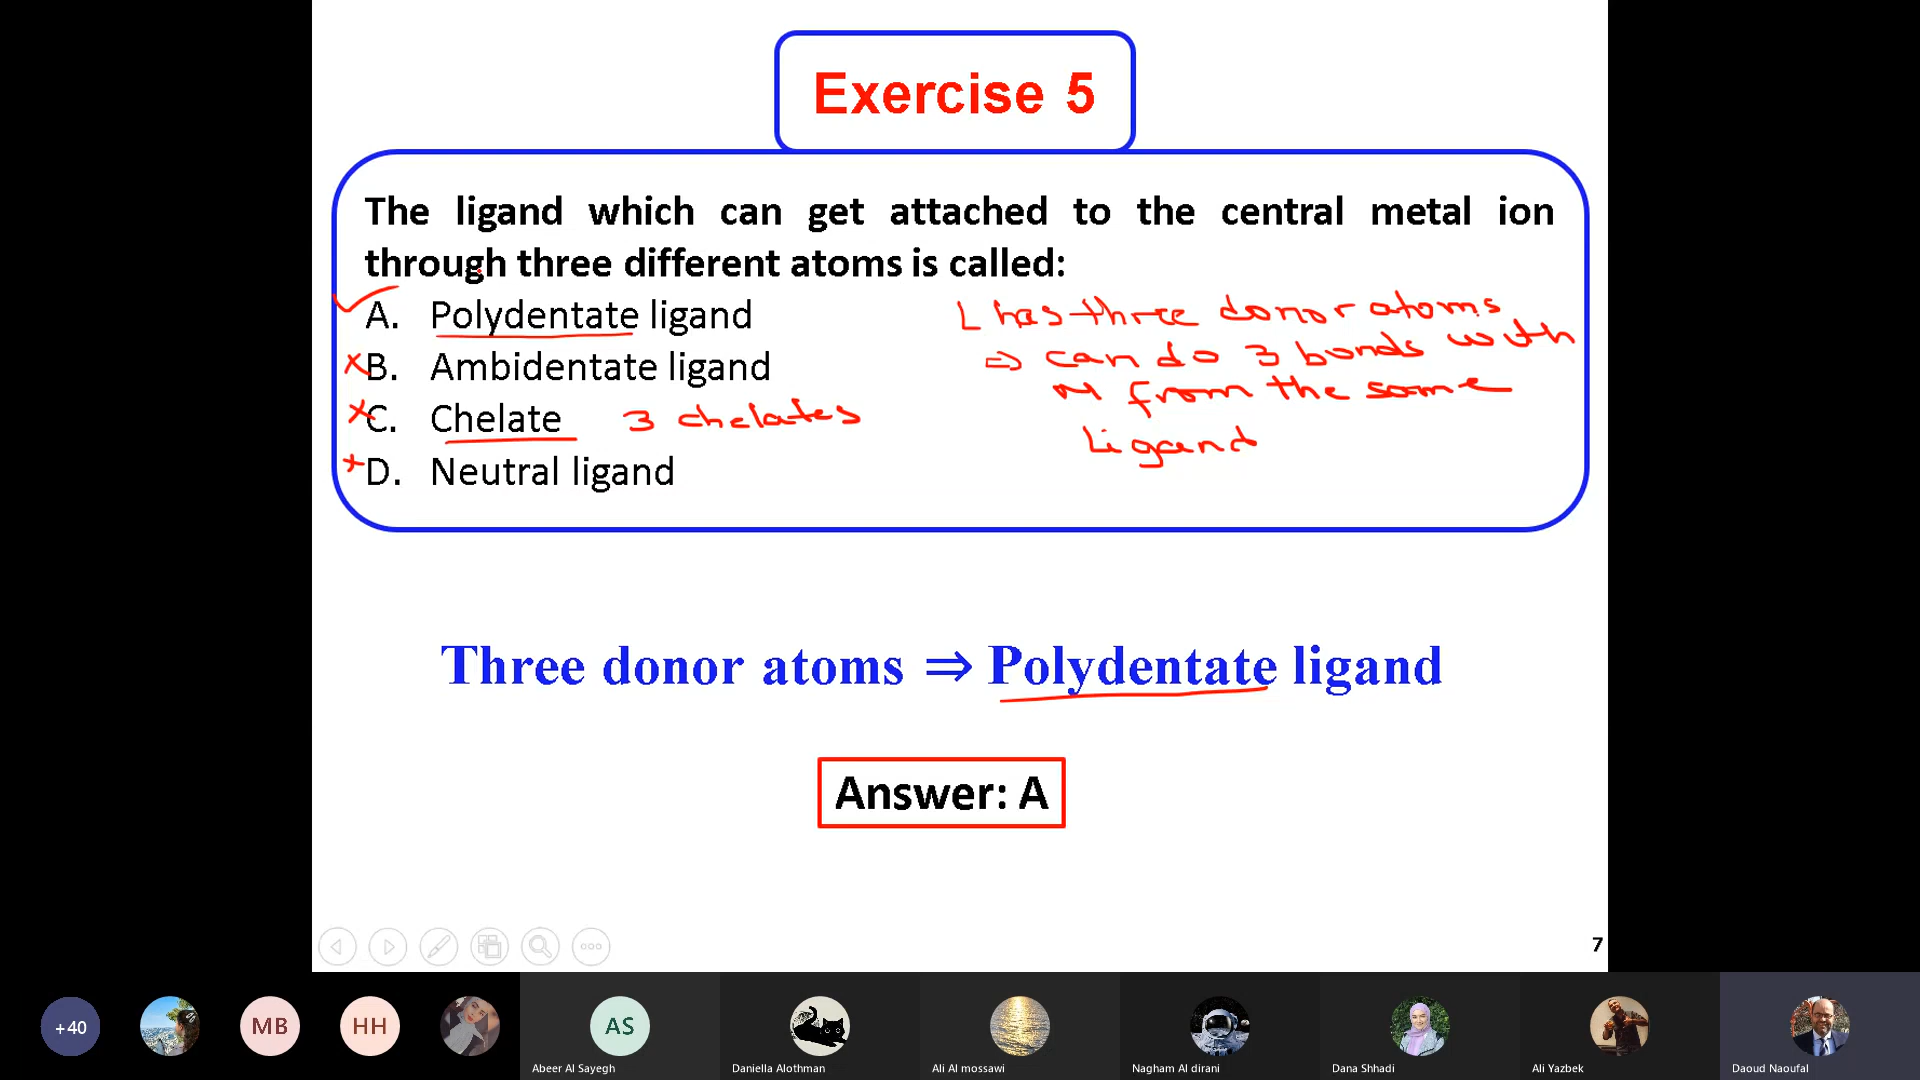 Exercise 5
The ligand which can get attached to the central metal ion
through three different atoms is called:
A. Polydentate ligand
B. Ambidentate ligand
C. Chelate 3 chelates
D. Neutral ligand
L has three donor atoms
⇒ can do 3 bonds with
M from the same
Ligand
Three donor atoms ⇒ Polydentate ligand
Answer: A
7
+40
MB
HH
AS
Abeer Al Sayegh
Daniella Alothman
Ali Al mossawi
Nagham Al dirani
Dana Shhadi
Ali Yazbek
Daoud Naoufal